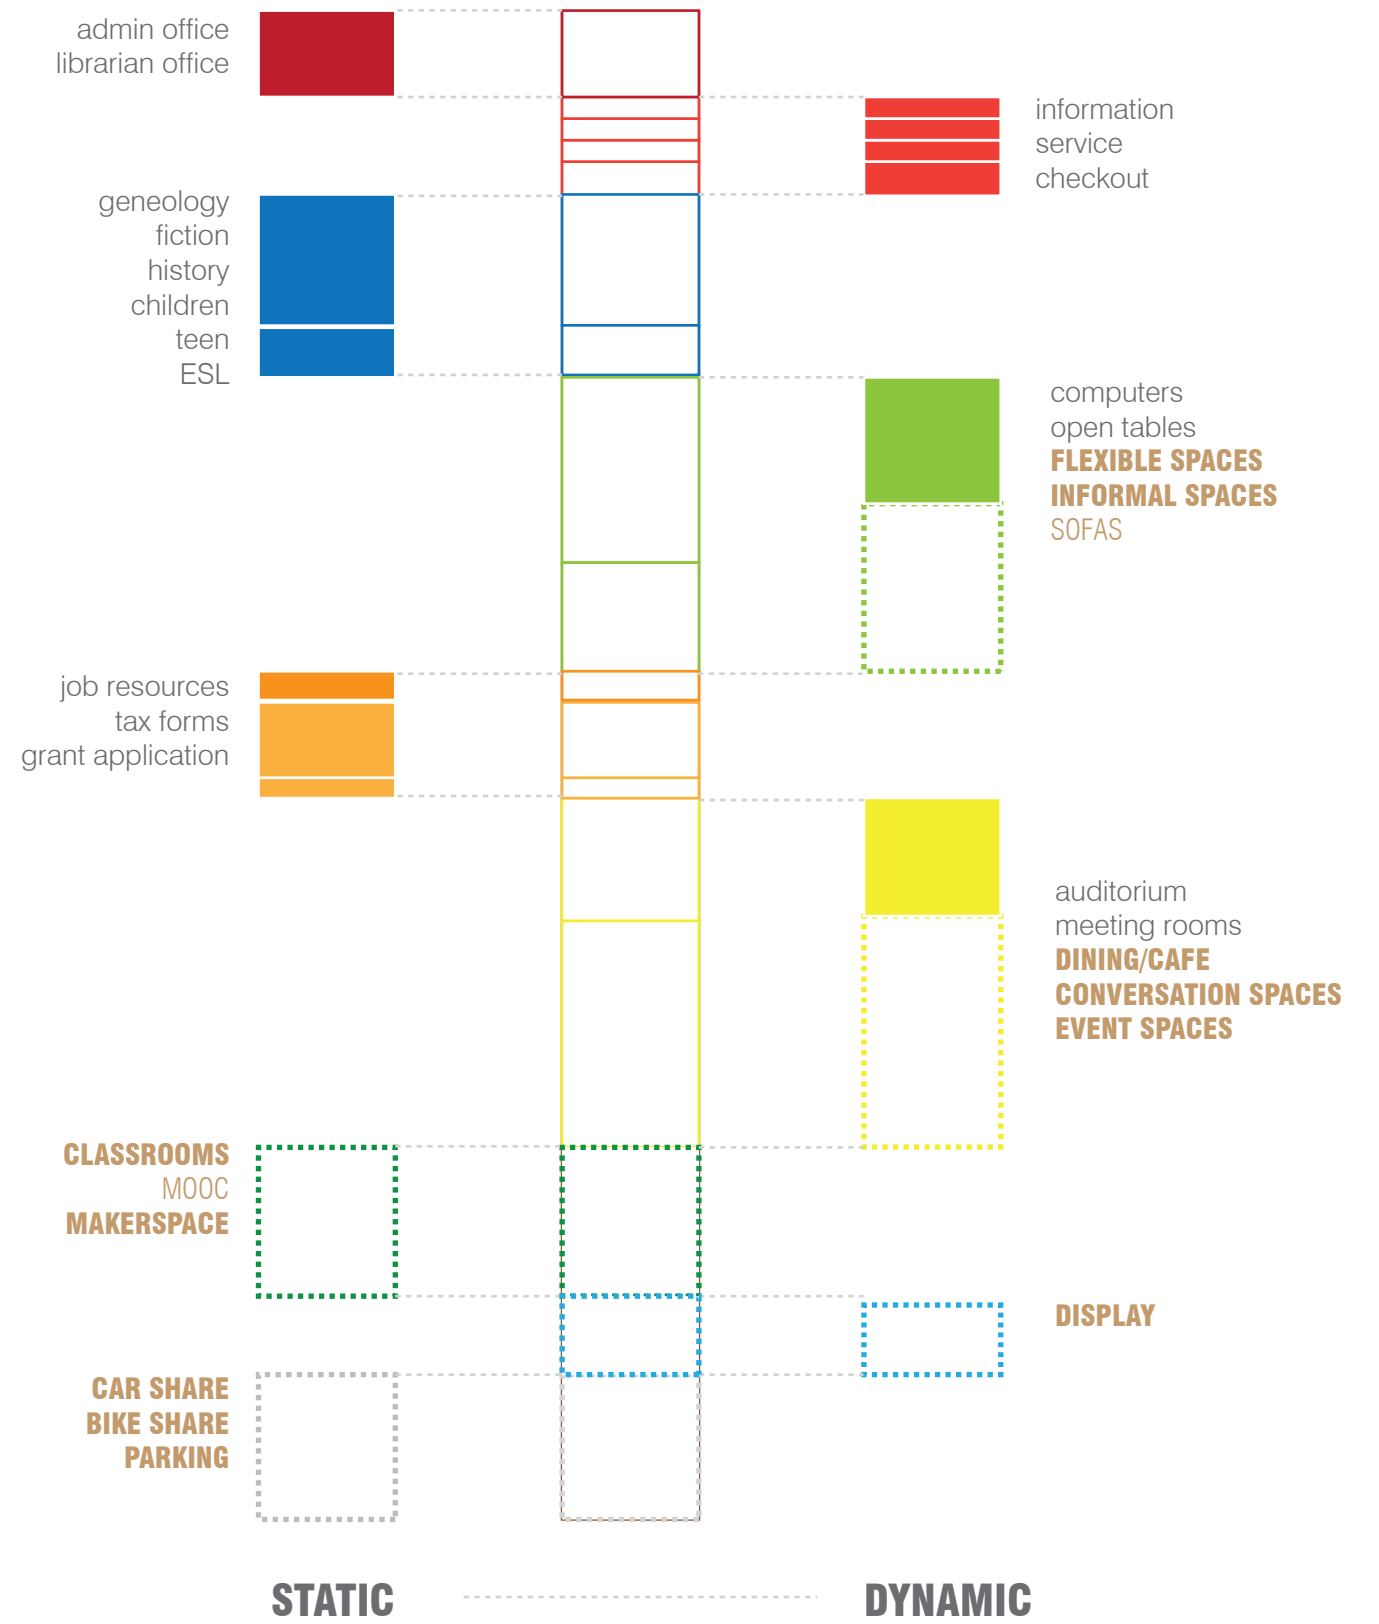 admin office
librarian office
information
service
checkout
geneology
fiction
history
children
teen
ESL
computers
open tables
FLEXIBLE SPACES
INFORMAL SPACES
SOFAS
job resources
tax forms
grant application
auditorium
meeting rooms
DINING/CAFE
CONVERSATION SPACES
EVENT SPACES
CLASSROOMS
MOOC
MAKERSPACE
DISPLAY
CAR SHARE
BIKE SHARE
PARKING
STATIC
DYNAMIC